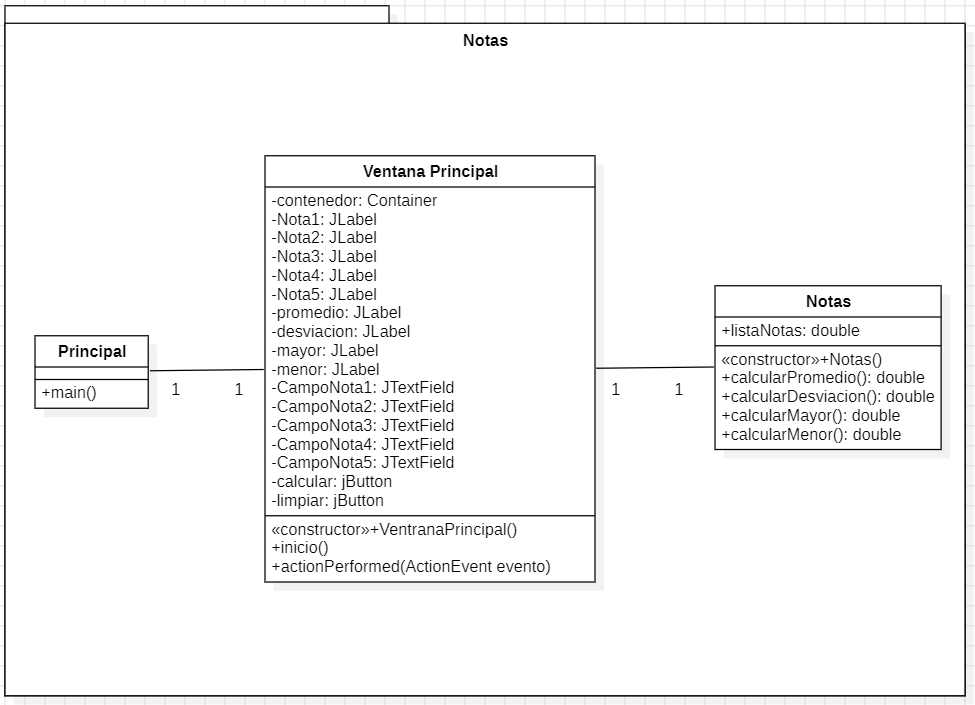 Notas
Principal
+main()
1
1
Ventana Principal
-contenedor: Container
-Nota1: JLabel
-Nota2: JLabel
-Nota3: JLabel
-Nota4: JLabel
-Nota5: JLabel
-promedio: JLabel
-desviacion: JLabel
-mayor: JLabel
-menor: JLabel
-CampoNota1: JTextField
-CampoNota2: JTextField
-CampoNota3: JTextField
-CampoNota4: JTextField
-CampoNota5: JTextField
-calcular: jButton
-limpiar: jButton
«constructor»+VentranaPrincipal()
+inicio()
+actionPerformed(ActionEvent evento)
1
1
Notas
+listaNotas: double
«constructor»+Notas()
+calcularPromedio(): double
+calcularDesviacion(): double
+calcularMayor(): double
+calcularMenor(): double